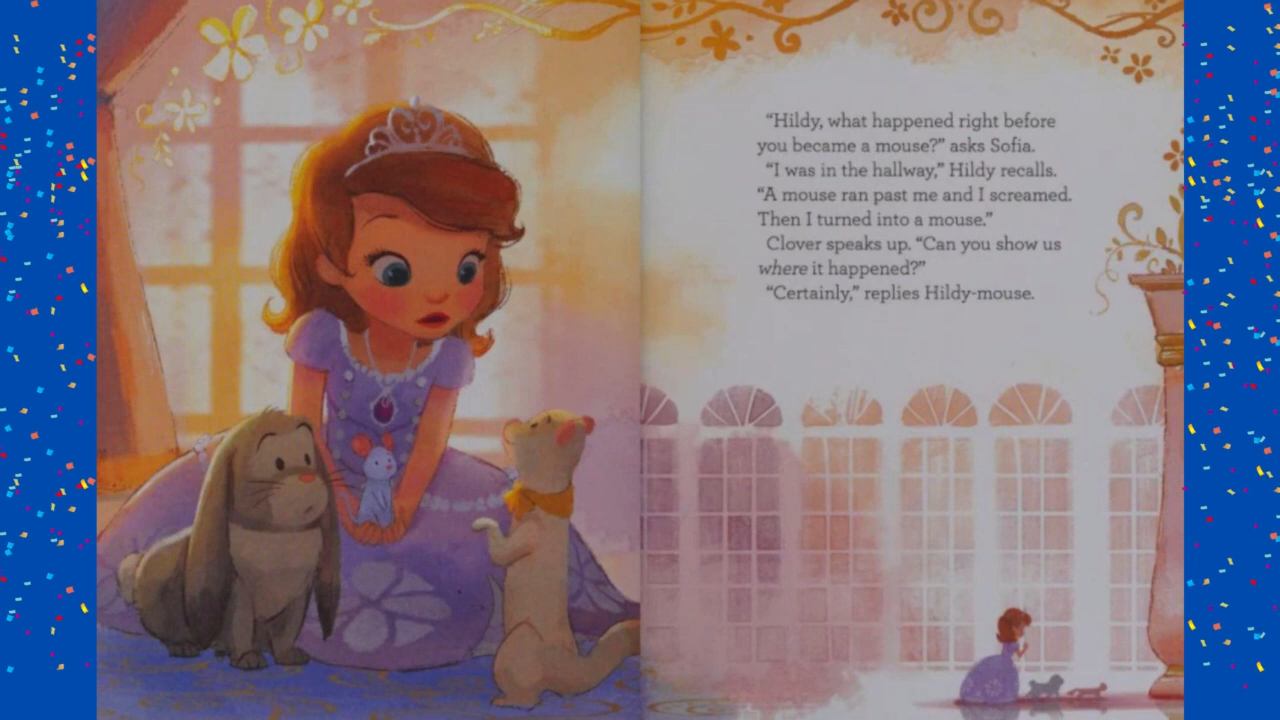 “Hildy, what happened right before
you became a mouse?” asks Sofia.
“I was in the hallway,” Hildy recalls.
“A mouse ran past me and I screamed.
Then I turned into a mouse.”
Clover speaks up. “Can you show us
where it happened?”
“Certainly,” replies Hildy-mouse.